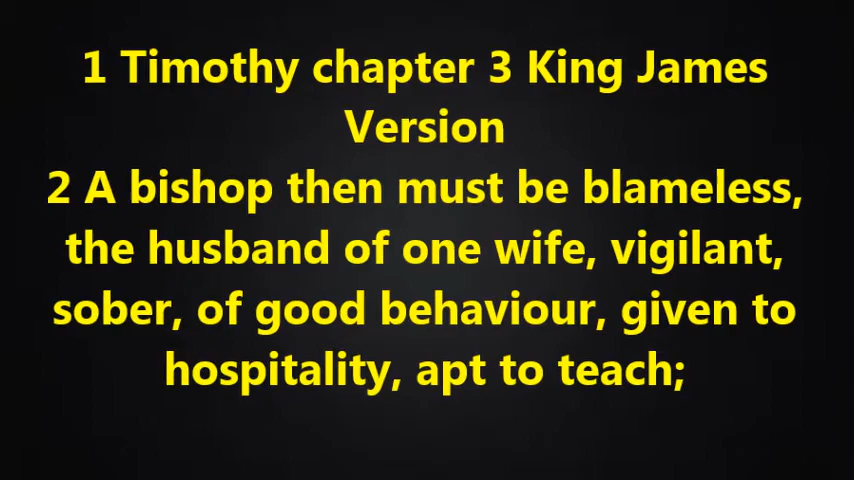 1 Timothy chapter 3 King James
Version
2 A bishop then must be blameless,
the husband of one wife, vigilant,
sober, of good behaviour, given to
hospitality, apt to teach;